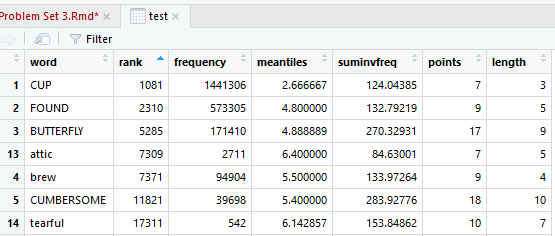 Problem Set 3.Rmd* × test ×
Filter
word rank frequency meantiles suminvfreq points length
1 CUP 1081 1441306 2.666667 124.04385 7 3
2 FOUND 2310 573305 4.800000 132.79219 9 5
3 BUTTERFLY 5285 171410 4.888889 270.32931 17 9
13 attic 7309 2711 6.400000 84.63001 7 5
4 brew 7371 94904 5.500000 133.97264 9 4
5 CUMBERSOME 11821 39698 5.400000 283.92776 18 10
14 tearful 17311 542 6.142857 153.84862 10 7